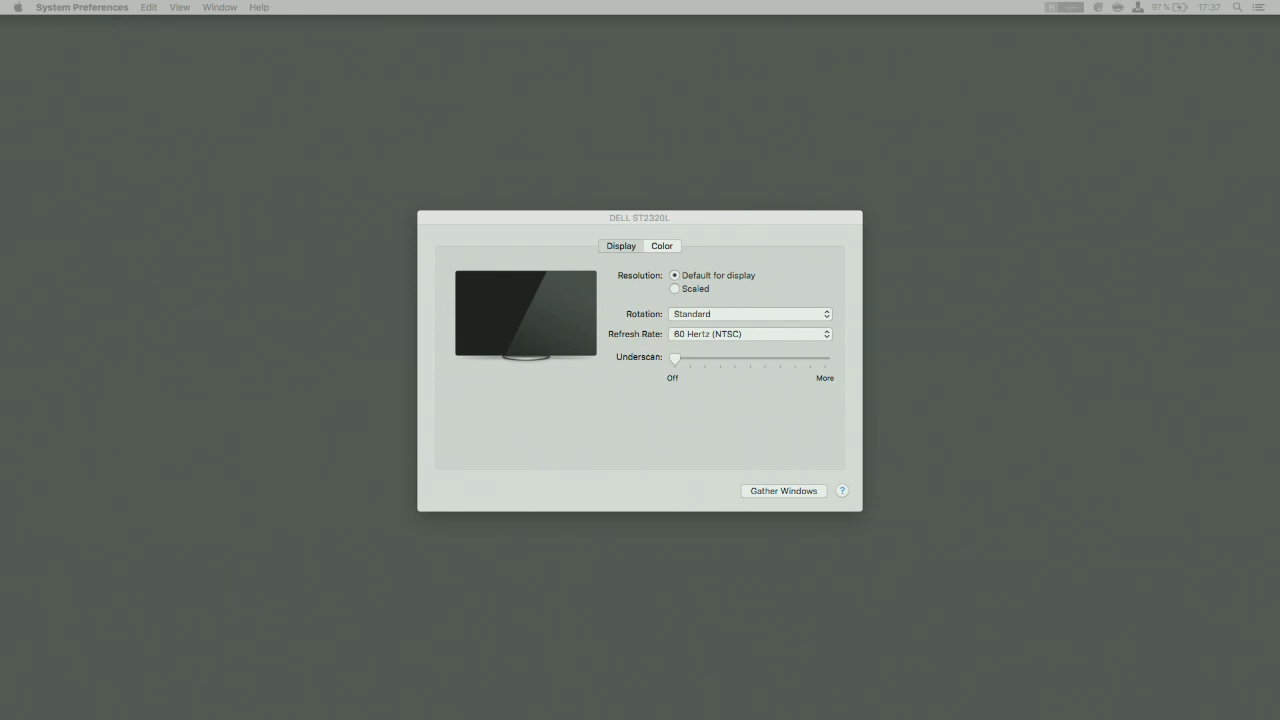 System Preferences Edit View Window Help 97% 17:37
DELL ST2320L
Display Color
Resolution: Default for display
Scaled
Rotation: Standard
Refresh Rate: 60 Hertz (NTSC)
Underscan:
Off More
Gather Windows ?